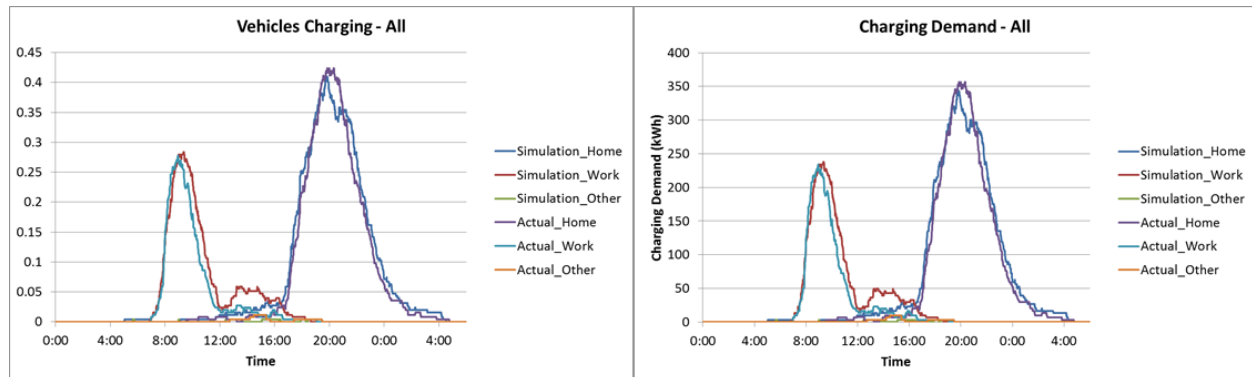 Vehicles Charging - All
0.45
0.4
0.35
0.3
0.25
0.2
0.15
0.1
0.05
0
0:00 4:00 8:00 12:00 16:00 20:00 0:00 4:00
Time
Simulation_Home
Simulation_Work
Simulation_Other
Actual_Home
Actual_Work
Actual_Other
Charging Demand - All
Charging Demand (kWh)
400
350
300
250
200
150
100
50
0
0:00 4:00 8:00 12:00 16:00 20:00 0:00 4:00
Time
Simulation_Home
Simulation_Work
Simulation_Other
Actual_Home
Actual_Work
Actual_Other